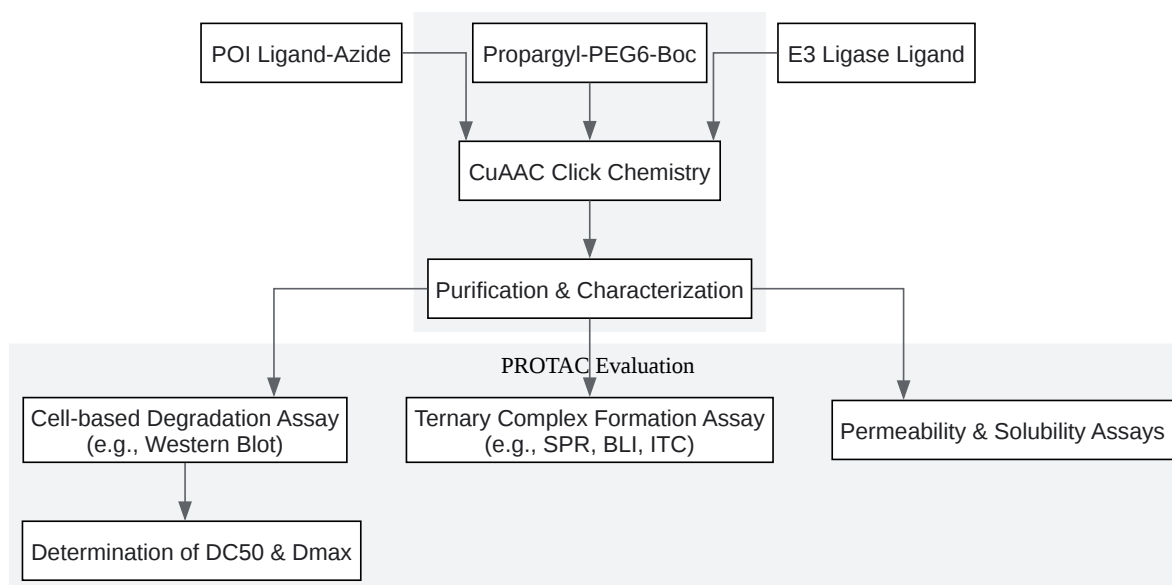 POI Ligand-Azide
Propargyl-PEG6-Boc
E3 Ligase Ligand
CuAAC Click Chemistry
Purification & Characterization
PROTAC Evaluation
Cell-based Degradation Assay
(e.g., Western Blot)
Ternary Complex Formation Assay
(e.g., SPR, BLI, ITC)
Permeability & Solubility Assays
Determination of DC50 & Dmax